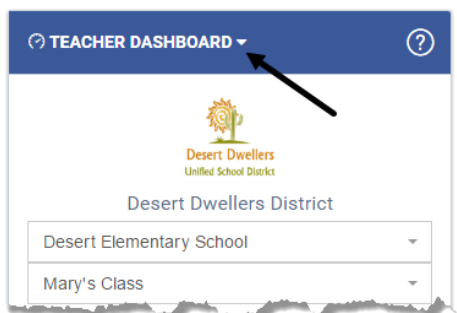 TEACHER DASHBOARD
Desert Dwellers
Unified School District
Desert Dwellers District
Desert Elementary School
Mary's Class